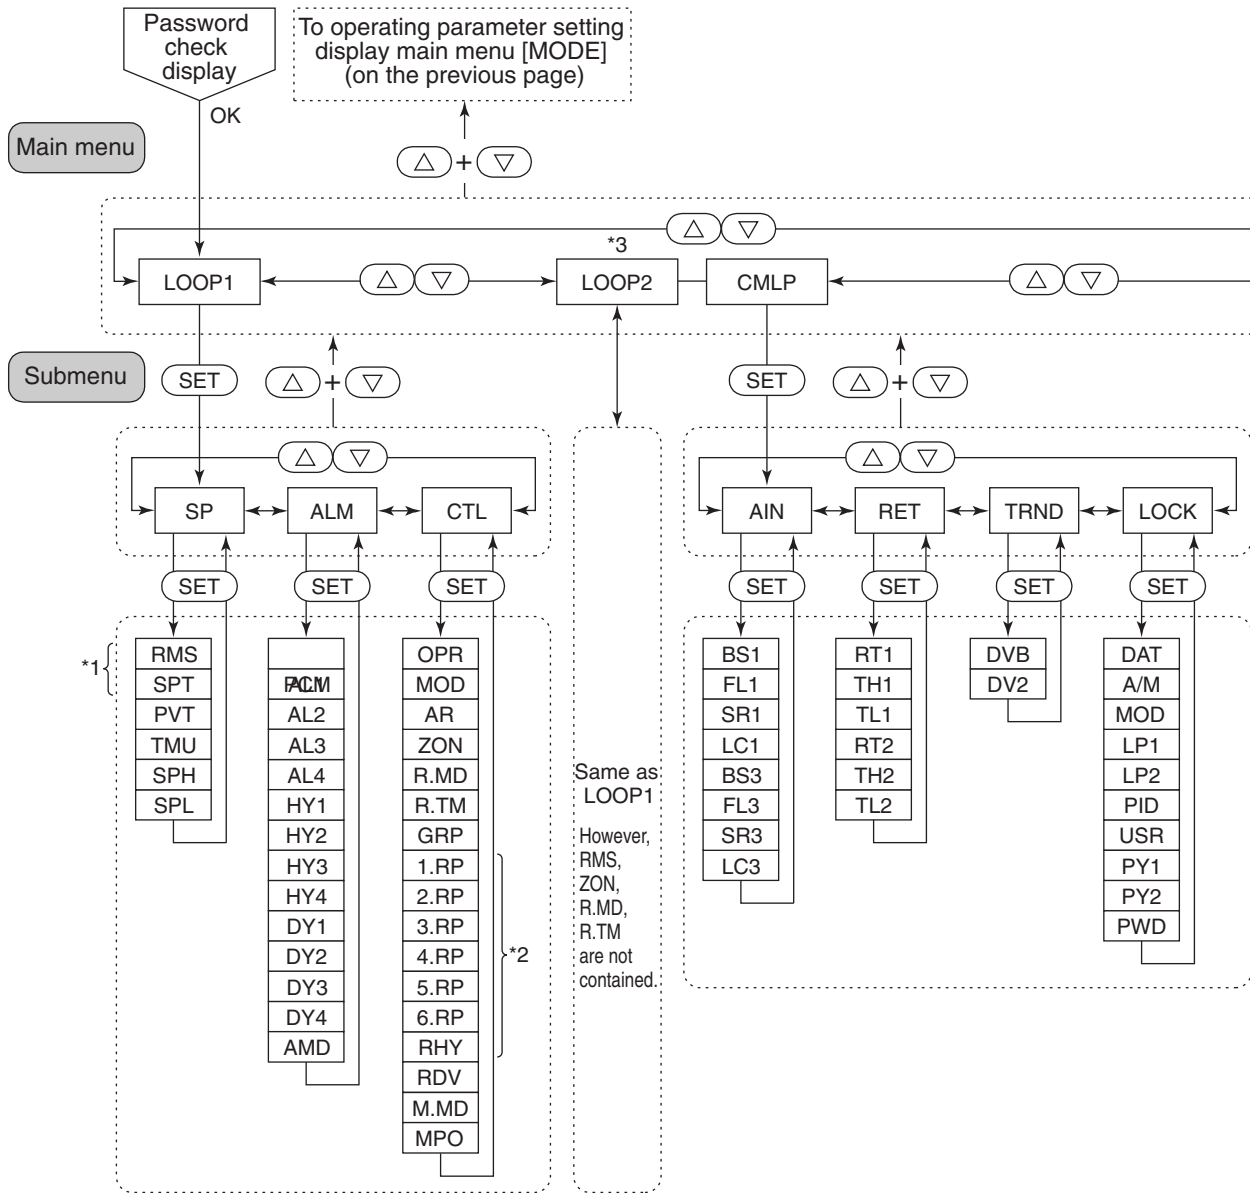 Password
check
display
To operating parameter setting
display main menu [MODE]
(on the previous page)
OK
Main menu
+
*3
LOOP1
LOOP2
CMLP
Submenu
SET
+
SET
+
SP
ALM
CTL
AIN
RET
TRND
LOCK
SET
SET
SET
SET
SET
SET
SET
*1
RMS
SPT
PVT
TMU
SPH
SPL
AL2
AL3
AL4
HY1
HY2
HY3
HY4
DY1
DY2
DY3
DY4
AMD
OPR
MOD
AR
ZON
R.MD
R.TM
GRP
1.RP
2.RP
3.RP
4.RP
5.RP
6.RP
RHY
RDV
M.MD
MPO
*2
Same as
LOOP1
However,
RMS,
ZON,
R.MD,
R.TM
are not
contained.
BS1
FL1
SR1
LC1
BS3
FL3
SR3
LC3
RT1
TH1
TL1
RT2
TH2
TL2
DVB
DV2
DAT
A/M
MOD
LP1
LP2
PID
USR
PY1
PY2
PWD